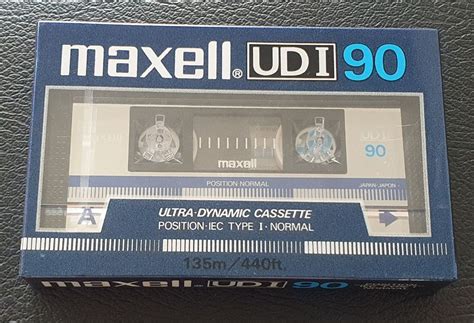 maxell® UD I 90
UD I
90
maxell
POSITION NORMAL
JAPAN·JAPON
A
ULTRA-DYNAMIC CASSETTE
POSITION·IEC TYPE I·NORMAL
135m/440ft.
maxell® UD I 90